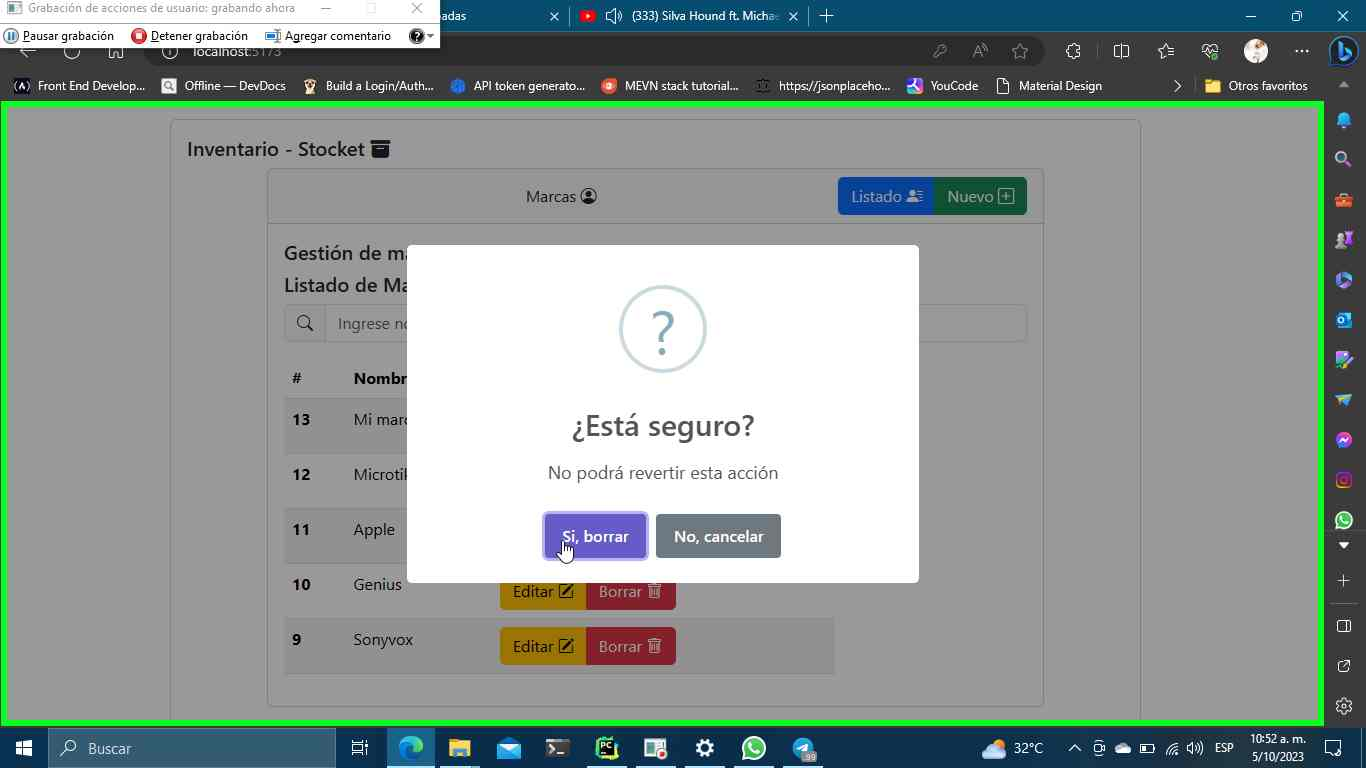 Grabación de acciones de usuario: grabando ahora
adas
(333) Silva Hound ft. Michae
Pausar grabación
Detener grabación
Agregar comentario
localhost:5173
Front End Develop...
Offline — DevDocs
Build a Login/Auth...
API token generato...
MEVN stack tutorial...
https://jsonplaceho...
YouCode
Material Design
Otros favoritos
Inventario - Stocket
Marcas
Listado
Nuevo
Gestión de ma
Listado de Ma
Ingrese no
#
Nombr
13
Mi marc
12
Microtik
11
Apple
10
Genius
Editar
Borrar
9
Sonyvox
Editar
Borrar
?
¿Está seguro?
No podrá revertir esta acción
Si, borrar
No, cancelar
Buscar
99
32°C
ESP
10:52 a. m.
5/10/2023